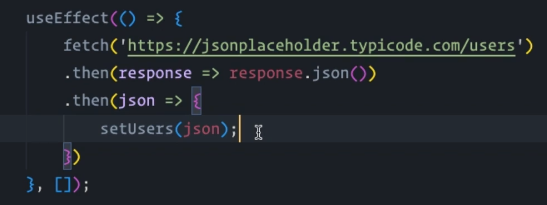 useEffect(() => {
fetch('https://jsonplaceholder.typicode.com/users')
.then(response => response.json())
.then(json => {
setUsers(json);
})
}, []);